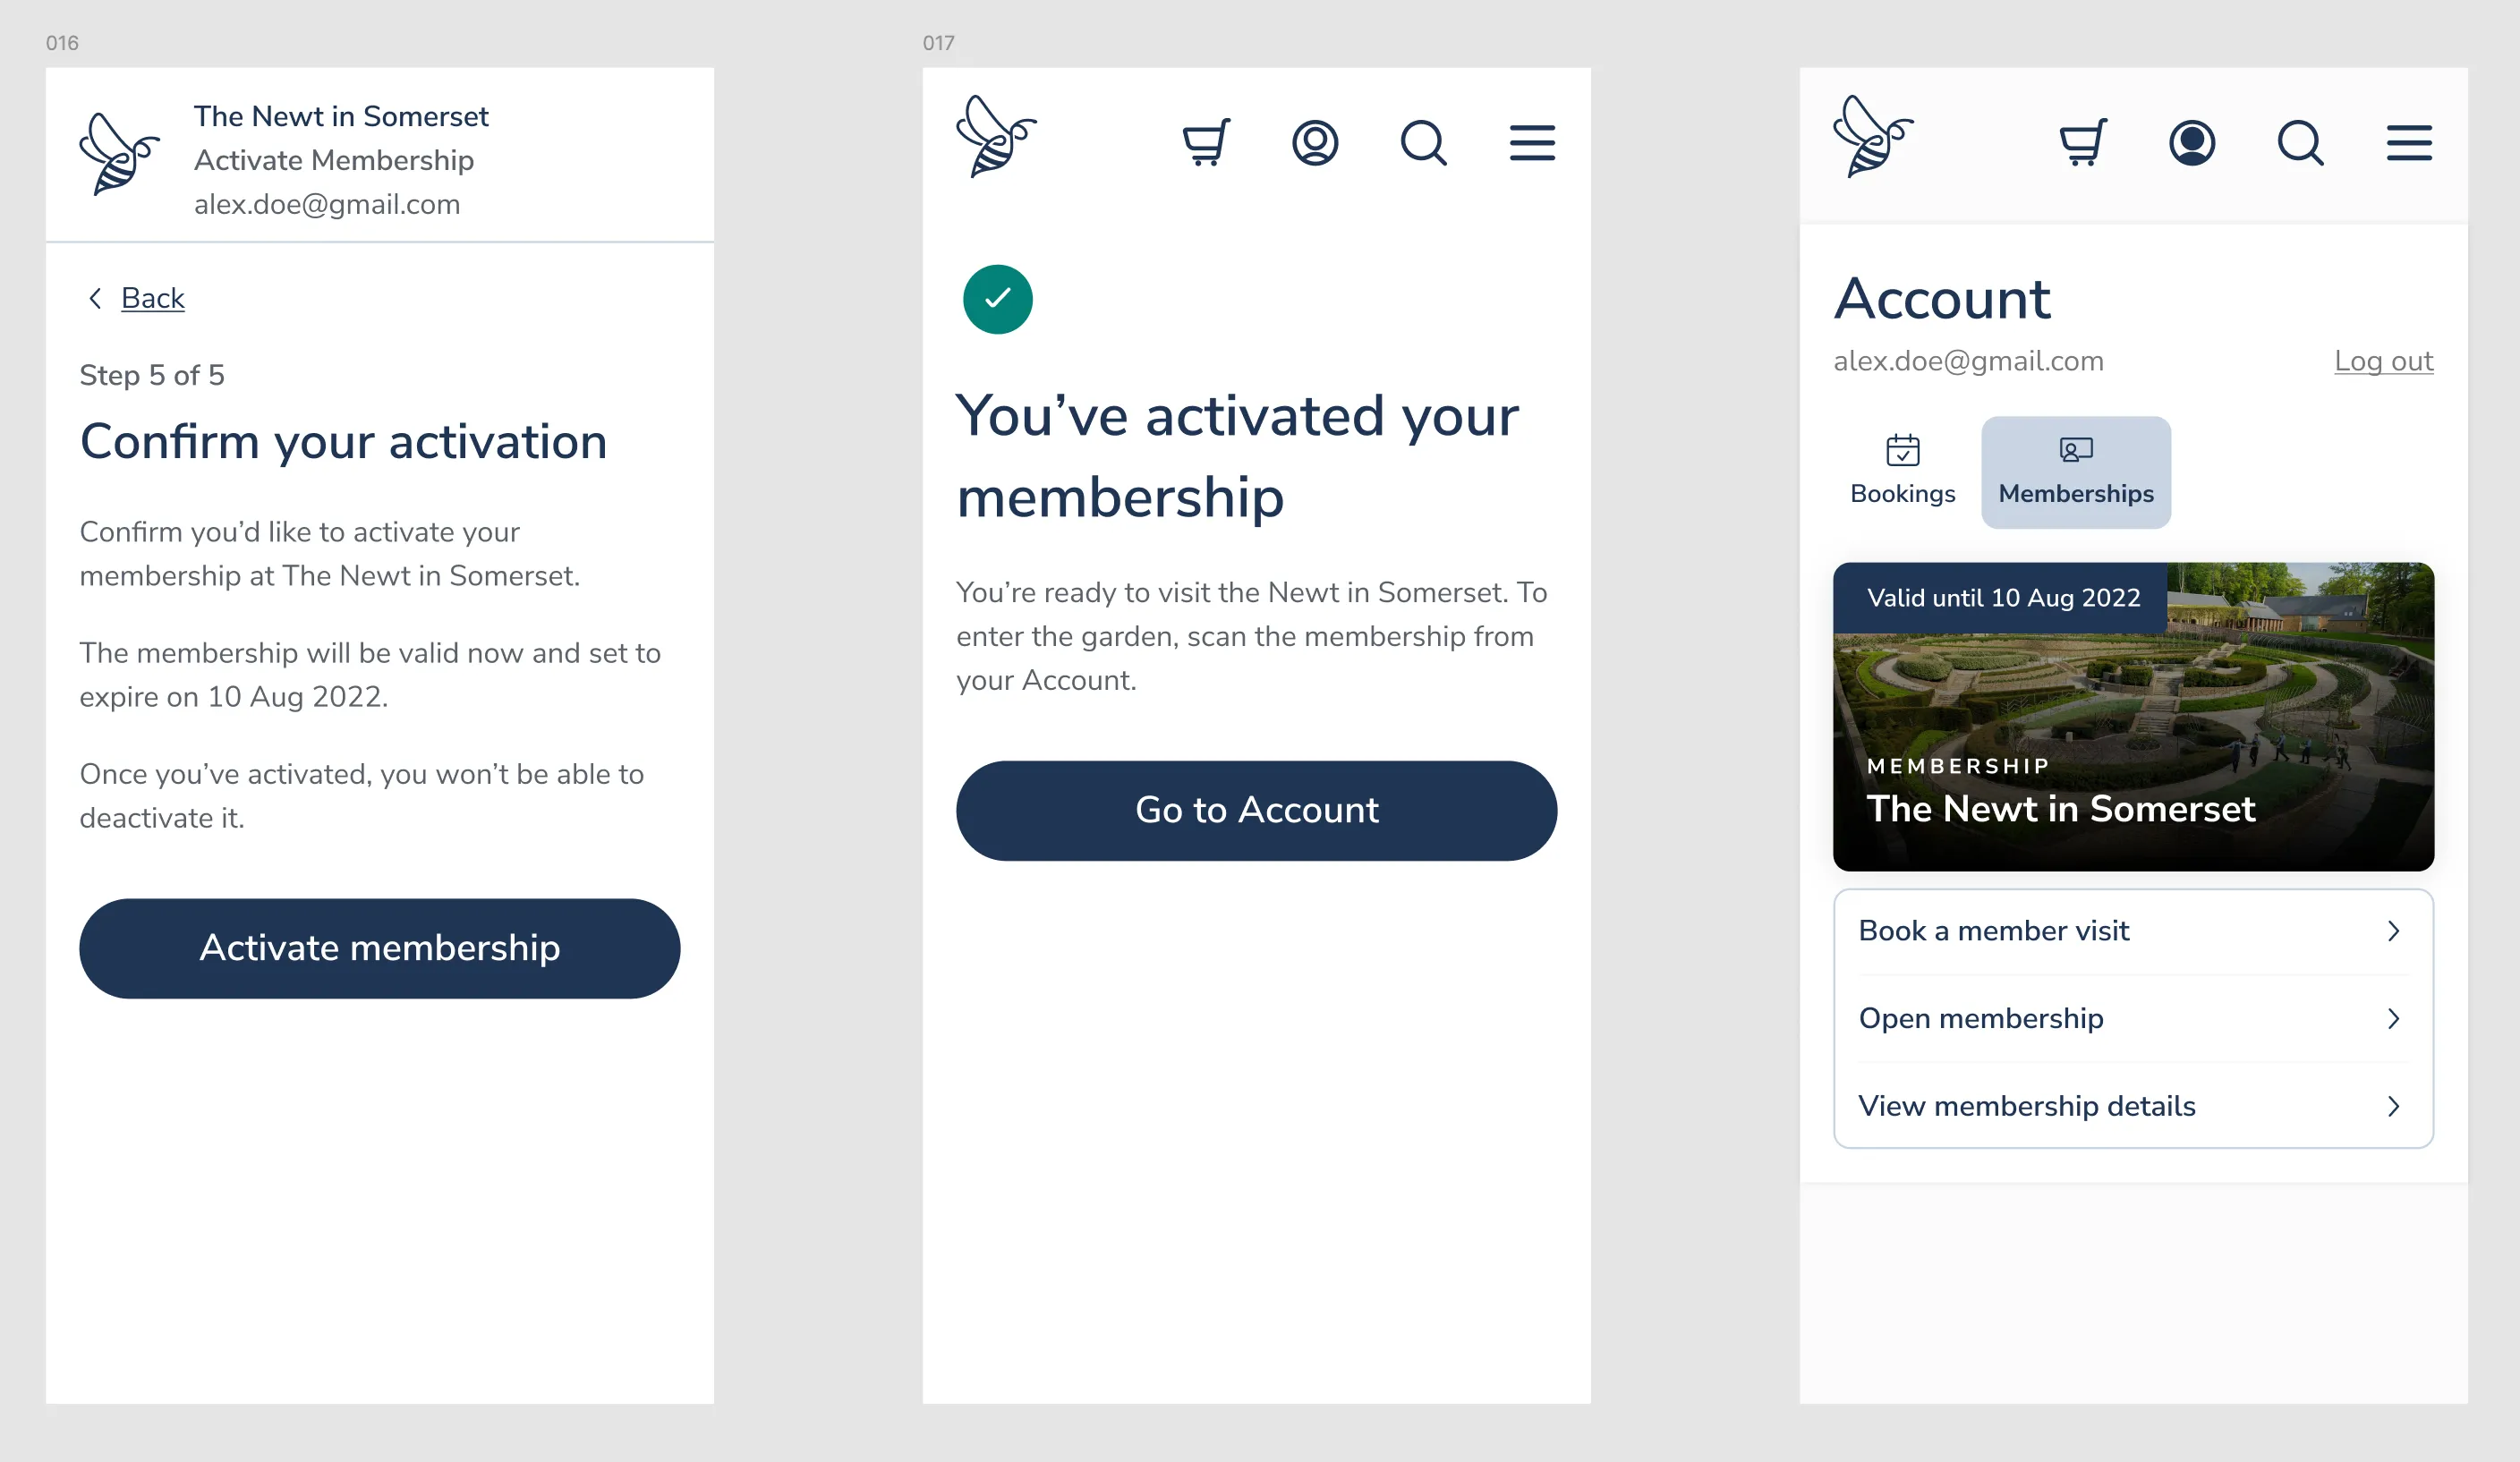 016
The Newt in Somerset
Activate Membership
alex.doe@gmail.com
Back
Step 5 of 5
Confirm your activation
Confirm you’d like to activate your
membership at The Newt in Somerset.
The membership will be valid now and set to
expire on 10 Aug 2022.
Once you’ve activated, you won’t be able to
deactivate it.
Activate membership
017
You’ve activated your
membership
You’re ready to visit the Newt in Somerset. To
enter the garden, scan the membership from
your Account.
Go to Account
Account
alex.doe@gmail.com
Log out
Bookings
Memberships
Valid until 10 Aug 2022
MEMBERSHIP
The Newt in Somerset
Book a member visit
Open membership
View membership details